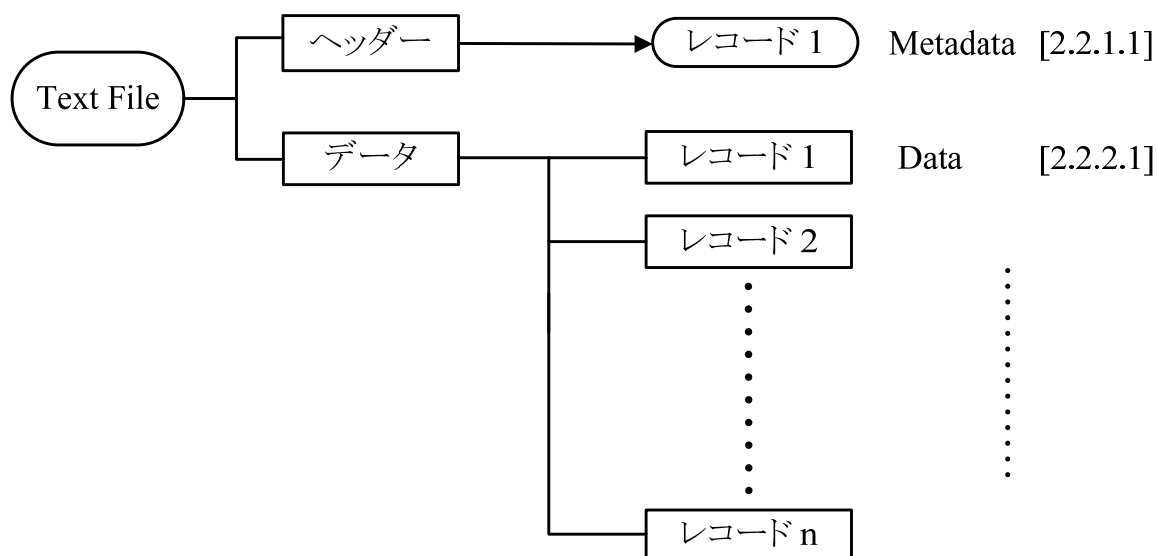 ヘッダー
レコード 1 Metadata [2.2.1.1]
Text File
データ
レコード 1 Data [2.2.2.1]
レコード 2
レコード n